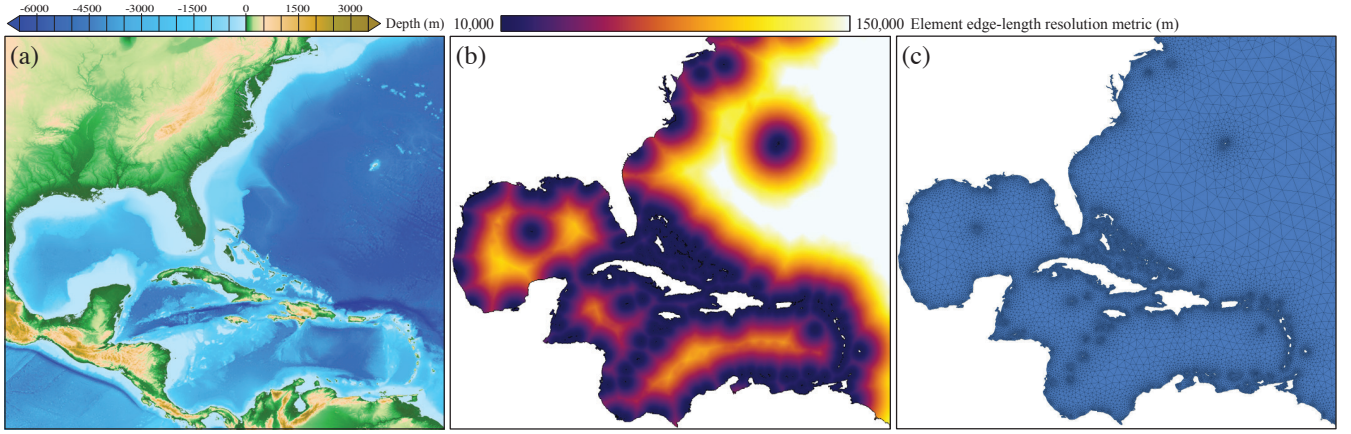 -6000 -4500 -3000 -1500 0 1500 3000 Depth (m)
10,000 150,000 Element edge-length resolution metric (m)
(a) (b) (c)